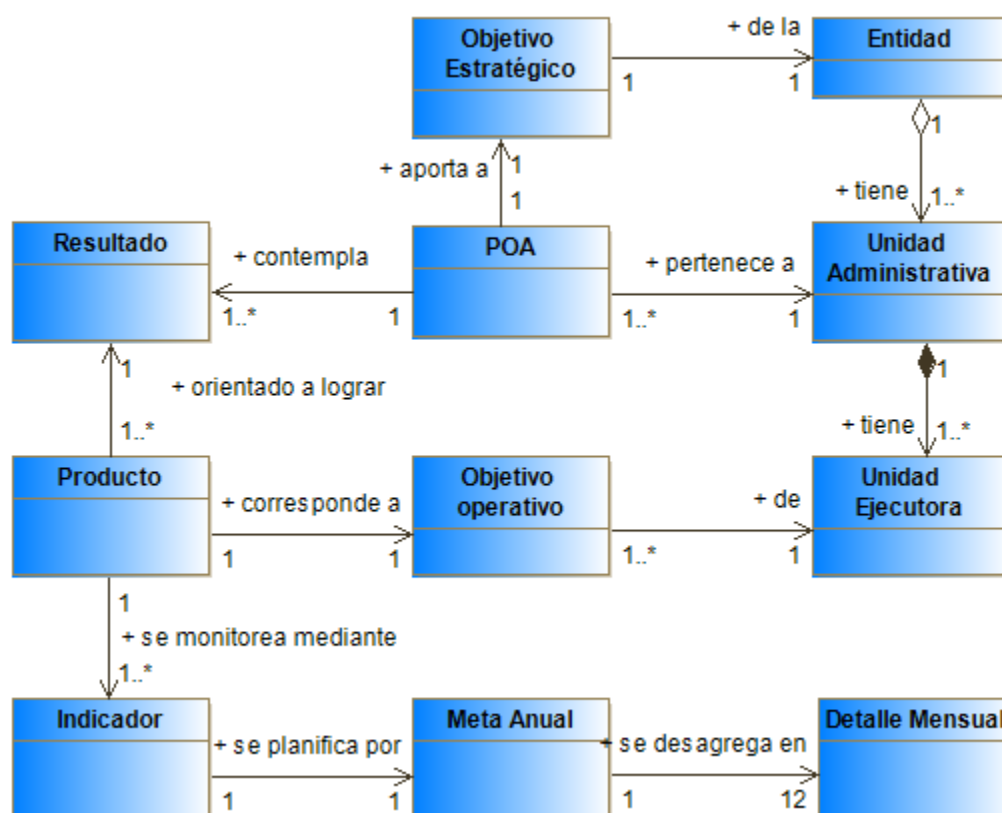 Objetivo
Estratégico
+ de la
1
1
Entidad
1
+ tiene
1..*
+ aporta a
1
1
Resultado
+ contempla
1..*
1
POA
+ pertenece a
1..*
1
Unidad
Administrativa
1
+ orientado a lograr
1..*
1
+ tiene
1..*
Producto
+ corresponde a
1
1
Objetivo
operativo
+ de
1..*
1
Unidad
Ejecutora
1
+ se monitorea mediante
1..*
Indicador
+ se planifica por
1
1
Meta Anual
+ se desagrega en
1
12
Detalle Mensual